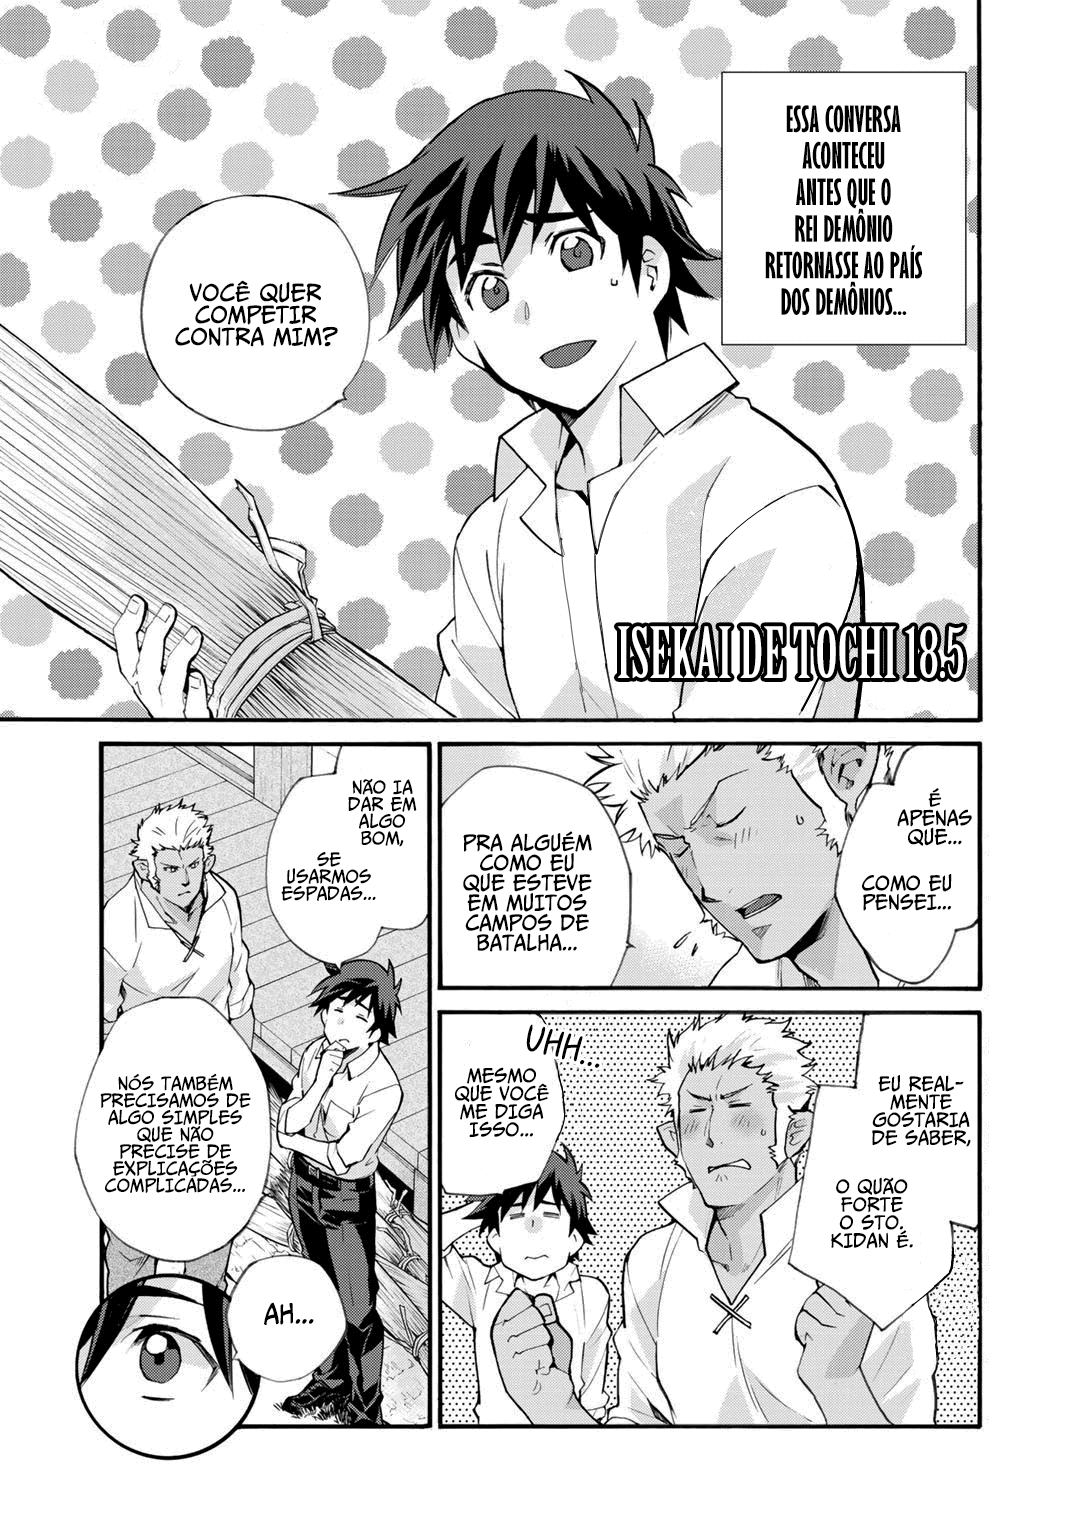 ESSA CONVERSA
ACONTECEU
ANTES QUE O
REI DEMÔNIO
RETORNASSE AO PAÍS
DOS DEMÔNIOS...
VOCÊ QUER
COMPETIR
CONTRA MIM?
ISEKAI DE TOCHI 18.5
É
APENAS
QUE...
COMO EU
PENSEI...
PRA ALGUÉM
COMO EU
QUE ESTEVE
EM MUITOS
CAMPOS DE
BATALHA...
EU REAL-
MENTE
GOSTARIA
DE SABER,
O QUÃO
FORTE
O STO.
KIDAN É.
UHH...
MESMO
QUE VOCÊ
ME DIGA
ISSO...
NÃO IA
DAR EM
ALGO
BOM,
SE
USARMOS
ESPADAS...
NÓS TAMBÉM
PRECISAMOS DE
ALGO SIMPLES
QUE NÃO
PRECISE DE
EXPLICAÇÕES
COMPLICADAS...
AH...